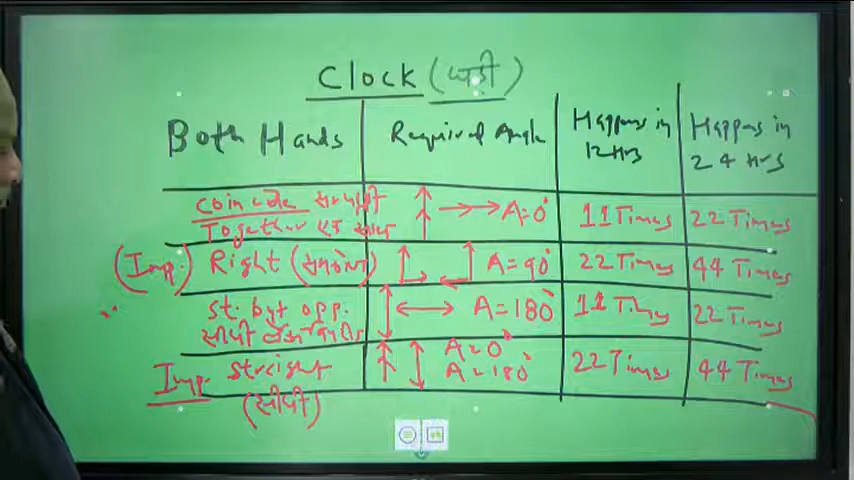 Clock (घड़ी)
Both Hands Required Angle Happens in 12 Hrs Happens in 24 Hrs
Coincide
Together एक साथ A=0° 11 Times 22 Times
(Imp.) Right (समकोण) A=90° 22 Times 44 Times
st. but opp. A=180° 11 Times 22 Times
सीधी
Imp. straight A=0° 22 Times 44 Times
A=180°
(सीधी)